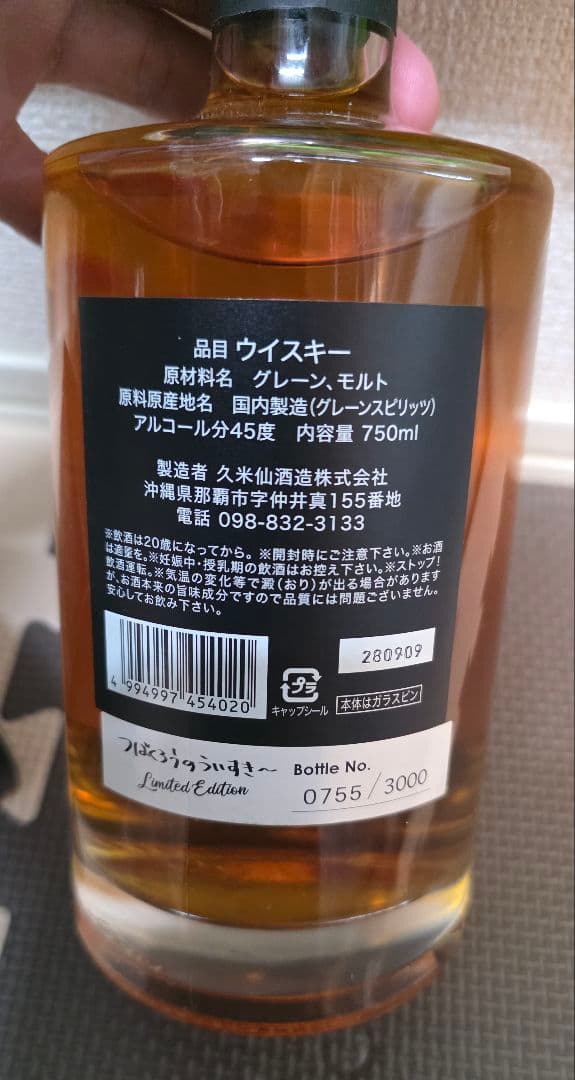 品目 ウイスキー
原材料名 グレーン、モルト
原料原産地名 国内製造(グレーンスピリッツ)
アルコール分45度 内容量 750ml
製造者 久米仙酒造株式会社
沖縄県那覇市字仲井真155番地
電話 098-832-3133
※飲酒は20歳になってから。※開封時にご注意下さい。※お酒
は適量を。※妊娠中・授乳期の飲酒はお控え下さい。※ストップ！
飲酒運転。※気温の変化等で澱(おり)が出る場合があります
が、お酒本来の旨味成分ですので品質には問題ございません。
安心してお飲み下さい。
280909
4 994997 454020
プラ
キャップシール
本体はガラスビン
つばくろうのういすき～
Limited Edition
Bottle No.
0755/3000